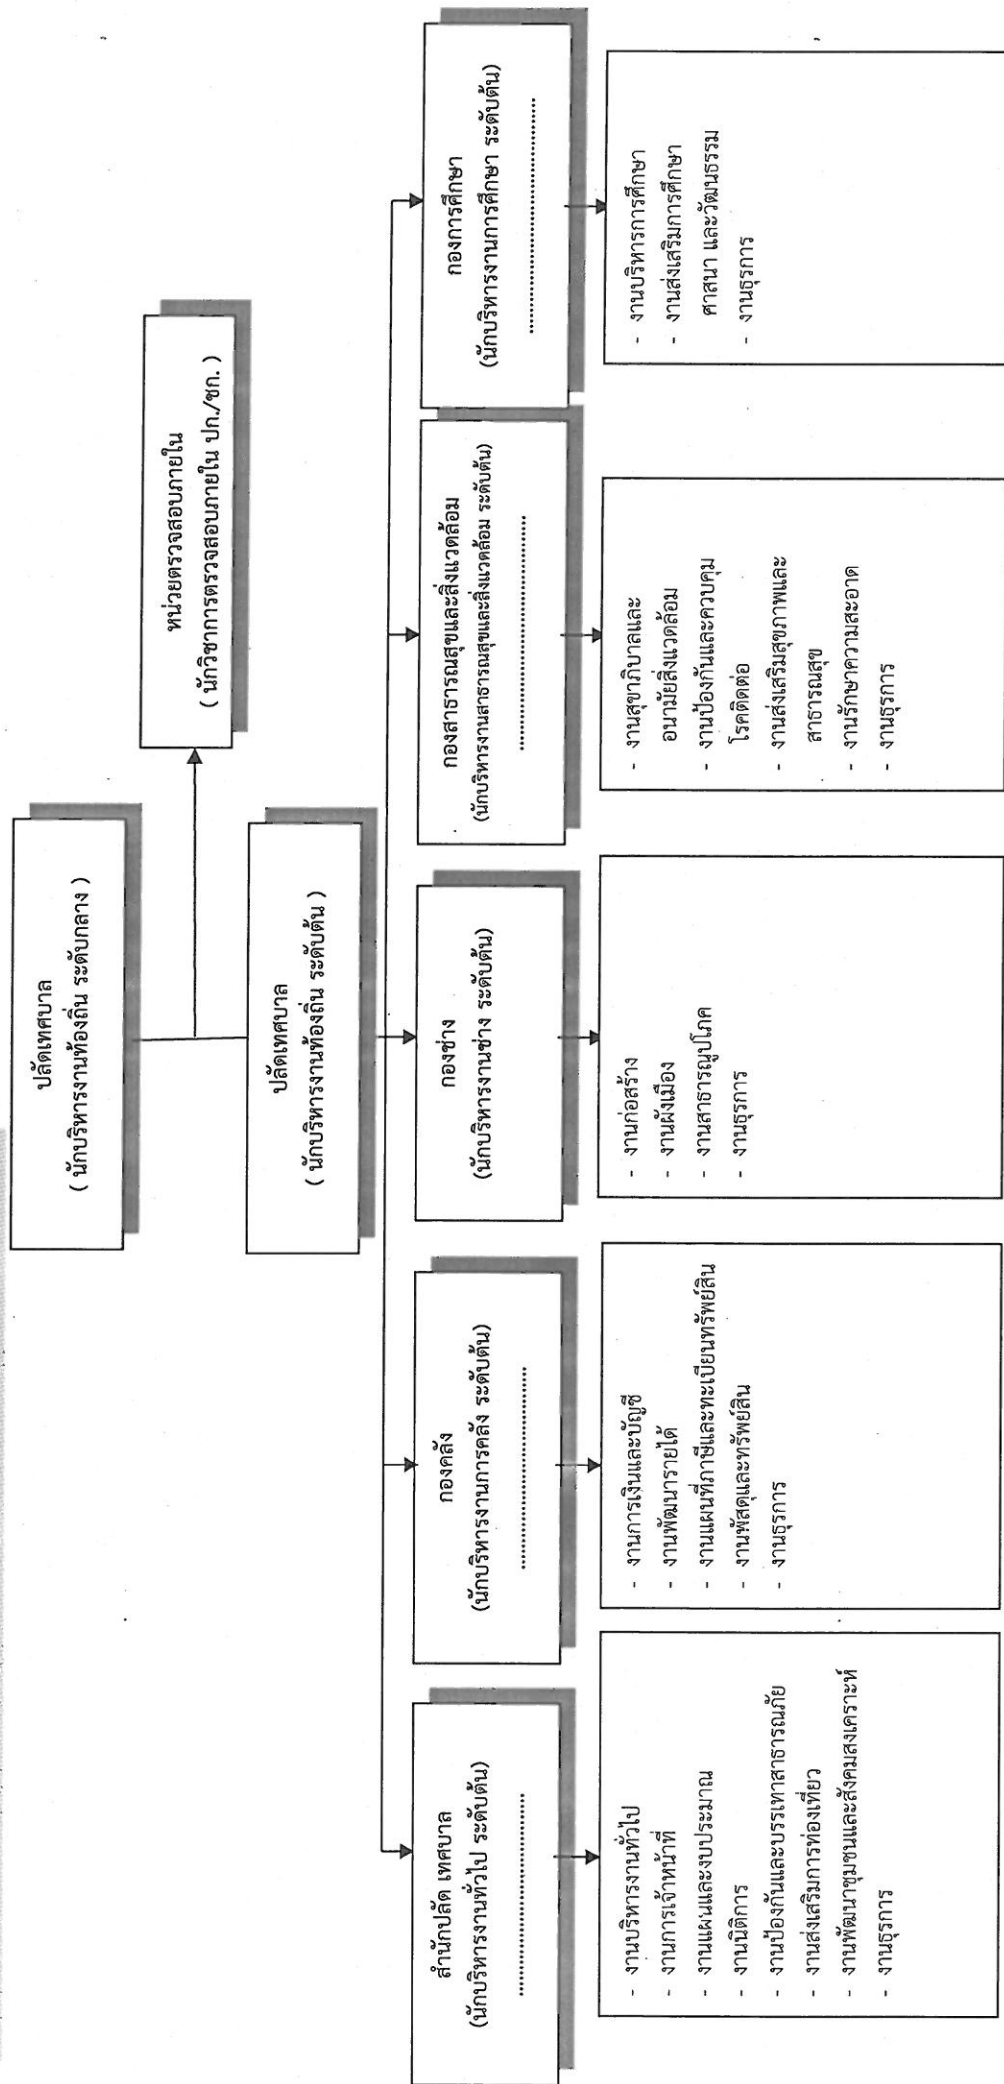 ปลัดเทศบาล
( นักบริหารงานท้องถิ่น ระดับกลาง )
หน่วยตรวจสอบภายใน
( นักวิชาการตรวจสอบภายใน ปก./ชก. )
ปลัดเทศบาล
( นักบริหารงานท้องถิ่น ระดับต้น )
สำนักปลัด เทศบาล
(นักบริหารงานทั่วไป ระดับต้น)
- งานบริหารงานทั่วไป
- งานการเจ้าหน้าที่
- งานแผนและงบประมาณ
- งานนิติการ
- งานป้องกันและบรรเทาสาธารณภัย
- งานส่งเสริมการท่องเที่ยว
- งานพัฒนาชุมชนและสังคมสงเคราะห์
- งานธุรการ
กองคลัง
(นักบริหารงานการคลัง ระดับต้น)
- งานการเงินและบัญชี
- งานพัฒนารายได้
- งานแผนที่ภาษีและทะเบียนทรัพย์สิน
- งานพัสดุและทรัพย์สิน
- งานธุรการ
กองช่าง
(นักบริหารงานช่าง ระดับต้น)
- งานก่อสร้าง
- งานผังเมือง
- งานสาธารณูปโภค
- งานธุรการ
กองสาธารณสุขและสิ่งแวดล้อม
(นักบริหารงานสาธารณสุขและสิ่งแวดล้อม ระดับต้น)
- งานสุขาภิบาลและ
อนามัยสิ่งแวดล้อม
- งานป้องกันและควบคุม
โรคติดต่อ
- งานส่งเสริมสุขภาพและ
สาธารณสุข
- งานรักษาความสะอาด
- งานธุรการ
กองการศึกษา
(นักบริหารงานการศึกษา ระดับต้น)
- งานบริหารการศึกษา
- งานส่งเสริมการศึกษา
ศาสนา และวัฒนธรรม
- งานธุรการ